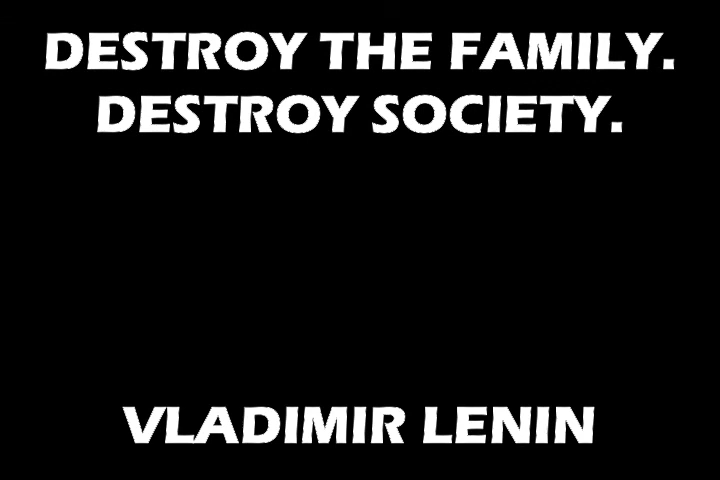 DESTROY THE FAMILY.
DESTROY SOCIETY.
VLADIMIR LENIN